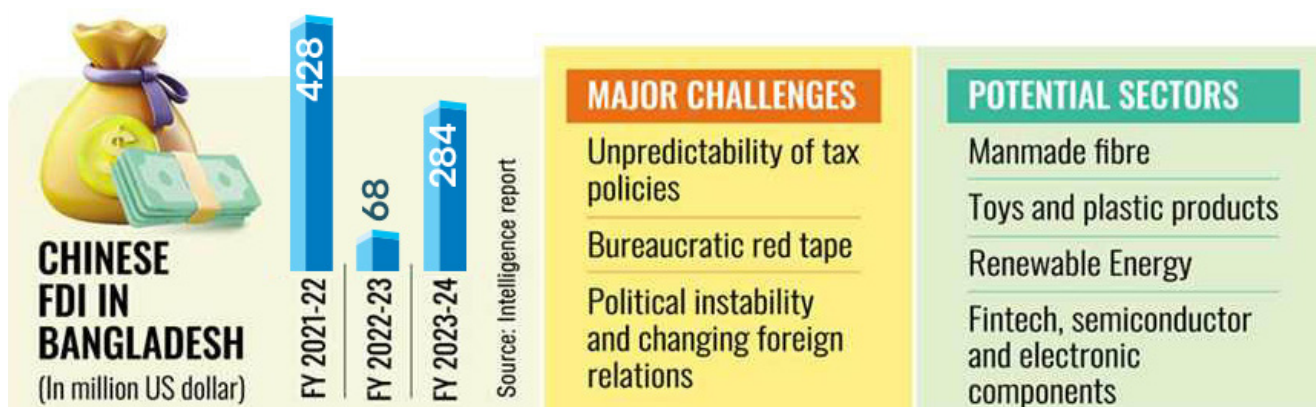 CHINESE
FDI IN
BANGLADESH
(In million US dollar)
428
68
284
FY 2021-22
FY 2022-23
FY 2023-24
Source: Intelligence report
MAJOR CHALLENGES
Unpredictability of tax
policies
Bureaucratic red tape
Political instability
and changing foreign
relations
POTENTIAL SECTORS
Manmade fibre
Toys and plastic products
Renewable Energy
Fintech, semiconductor
and electronic
components